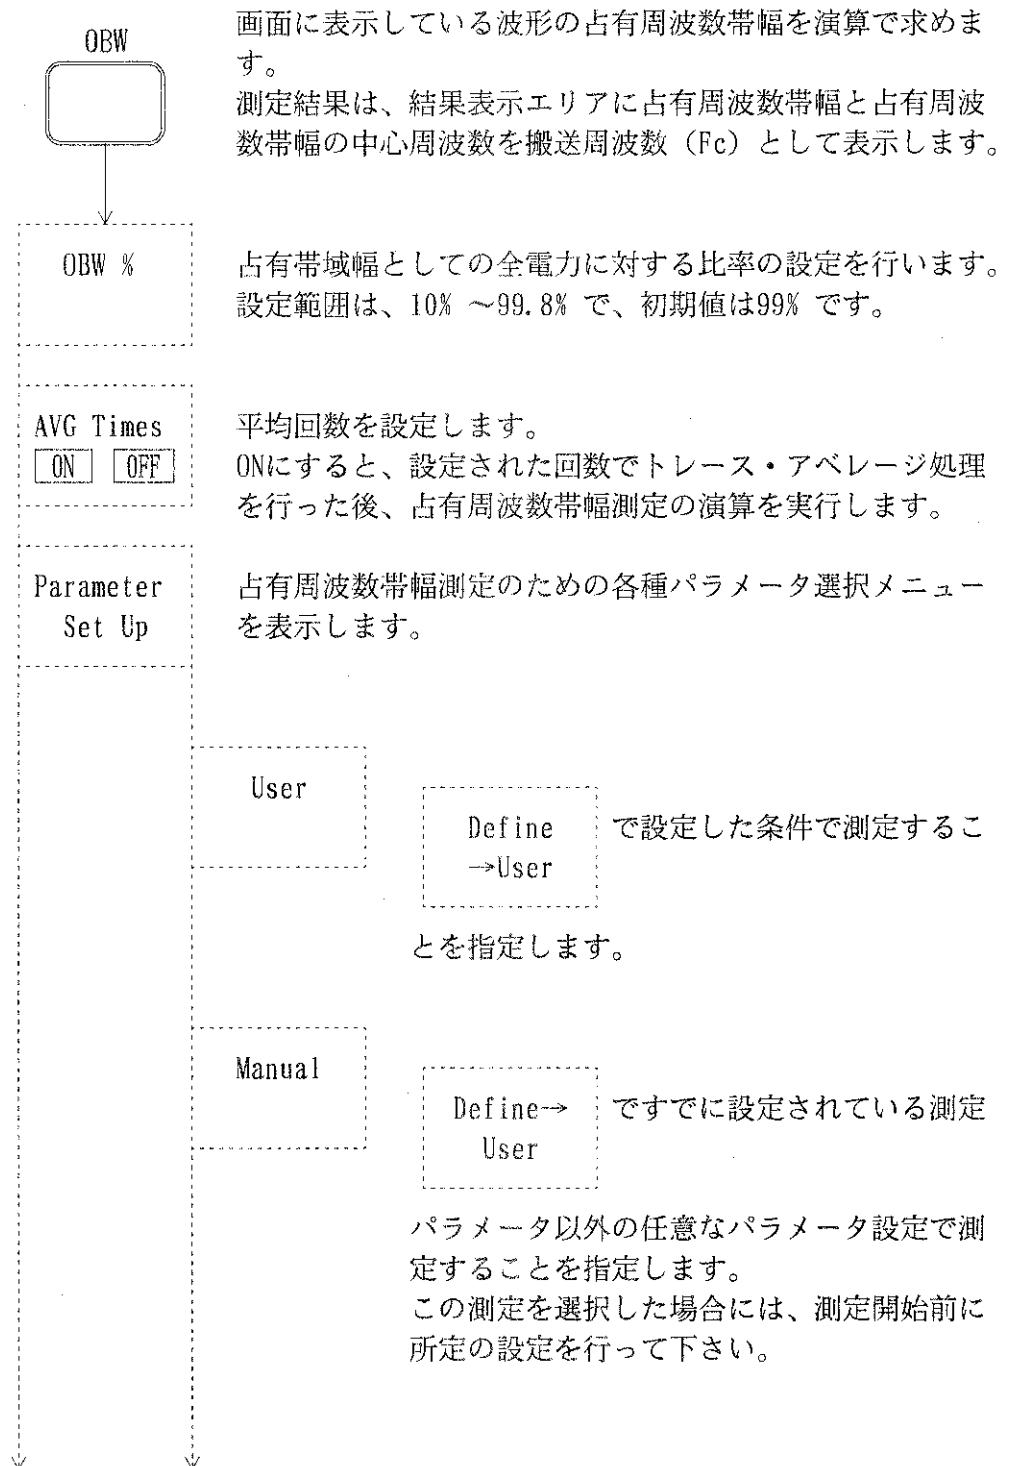 OBW
画面に表示している波形の占有周波数帯幅を演算で求めま
す。
測定結果は、結果表示エリアに占有周波数帯幅と占有周波
数帯幅の中心周波数を搬送周波数（Fc）として表示します。
OBW %
占有帯域幅としての全電力に対する比率の設定を行います。
設定範囲は、10% ～99.8% で、初期値は99% です。
AVG Times
ON OFF
平均回数を設定します。
ONにすると、設定された回数でトレース・アベレージ処理
を行った後、占有周波数帯幅測定の演算を実行します。
Parameter
Set Up
占有周波数帯幅測定のための各種パラメータ選択メニュー
を表示します。
User
Define
→User
で設定した条件で測定するこ
とを指定します。
Manual
Define→
User
ですでに設定されている測定
パラメータ以外の任意なパラメータ設定で測
定することを指定します。
この測定を選択した場合には、測定開始前に
所定の設定を行って下さい。